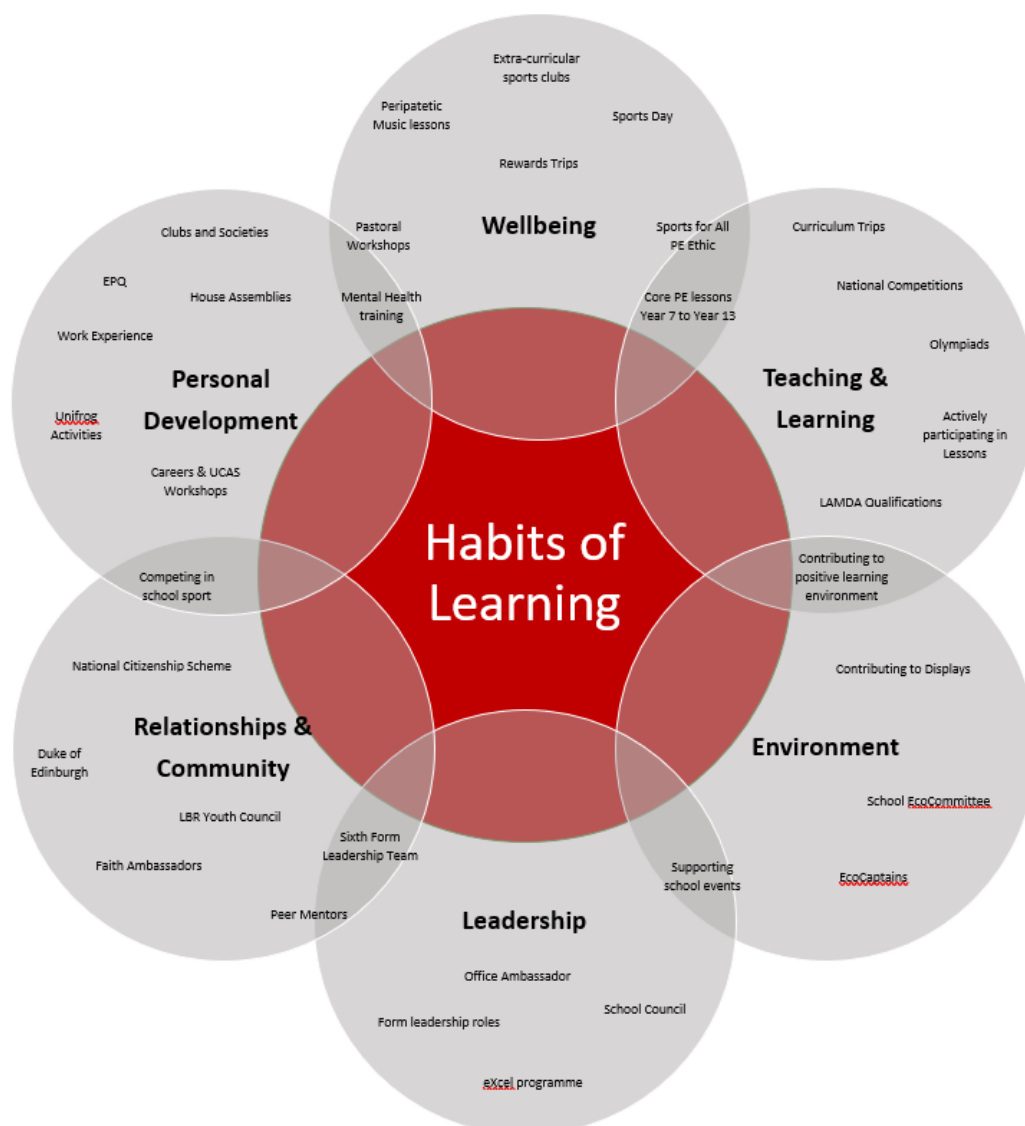 Extra-curricular
sports clubs
Peripatetic
Music lessons
Sports Day
Rewards Trips
Wellbeing
Pastoral
Workshops
Mental Health
training
Sports for All
PE Ethic
Core PE lessons
Year 7 to Year 13
Clubs and Societies
EPQ
House Assemblies
Work Experience
Personal
Development
Unifrog
Activities
Careers & UCAS
Workshops
Curriculum Trips
National Competitions
Olympiads
Teaching &
Learning
Actively
participating in
Lessons
LAMDA Qualifications
Habits of
Learning
Competing in
school sport
Contributing to
positive learning
environment
National Citizenship Scheme
Relationships &
Community
Duke of
Edinburgh
LBR Youth Council
Faith Ambassadors
Sixth Form
Leadership Team
Peer Mentors
Contributing to Displays
Environment
School EcoCommittee
EcoCaptains
Supporting
school events
Leadership
Office Ambassador
School Council
Form leadership roles
eXcel programme